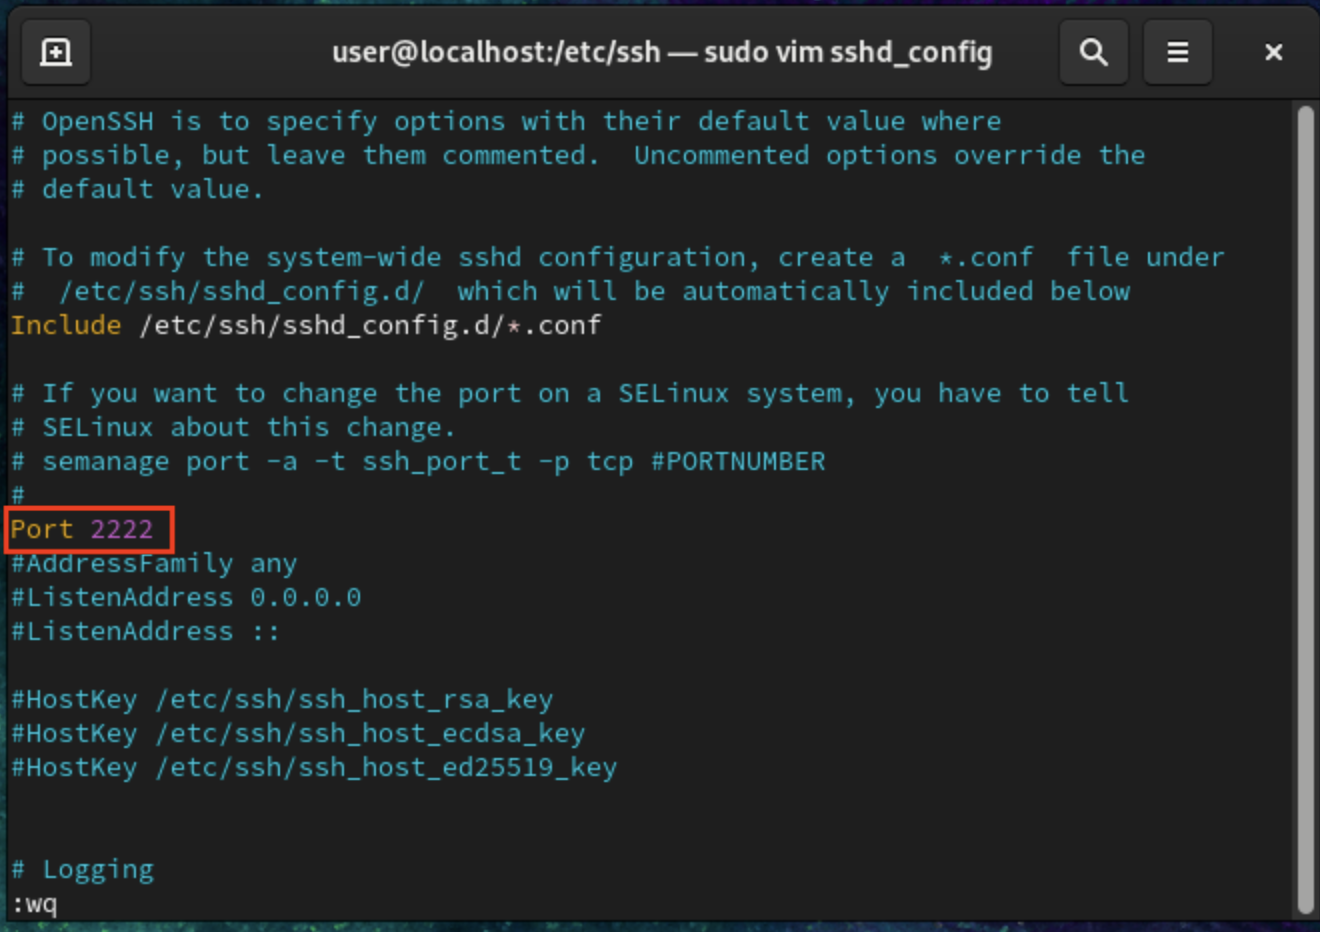 user@localhost:/etc/ssh — sudo vim sshd_config
# OpenSSH is to specify options with their default value where
# possible, but leave them commented.  Uncommented options override the
# default value.
# To modify the system-wide sshd configuration, create a  *.conf  file under
#  /etc/ssh/sshd_config.d/  which will be automatically included below
Include /etc/ssh/sshd_config.d/*.conf
# If you want to change the port on a SELinux system, you have to tell
# SELinux about this change.
# semanage port -a -t ssh_port_t -p tcp #PORTNUMBER
#
Port 2222
#AddressFamily any
#ListenAddress 0.0.0.0
#ListenAddress ::
#HostKey /etc/ssh/ssh_host_rsa_key
#HostKey /etc/ssh/ssh_host_ecdsa_key
#HostKey /etc/ssh/ssh_host_ed25519_key
# Logging
:wq